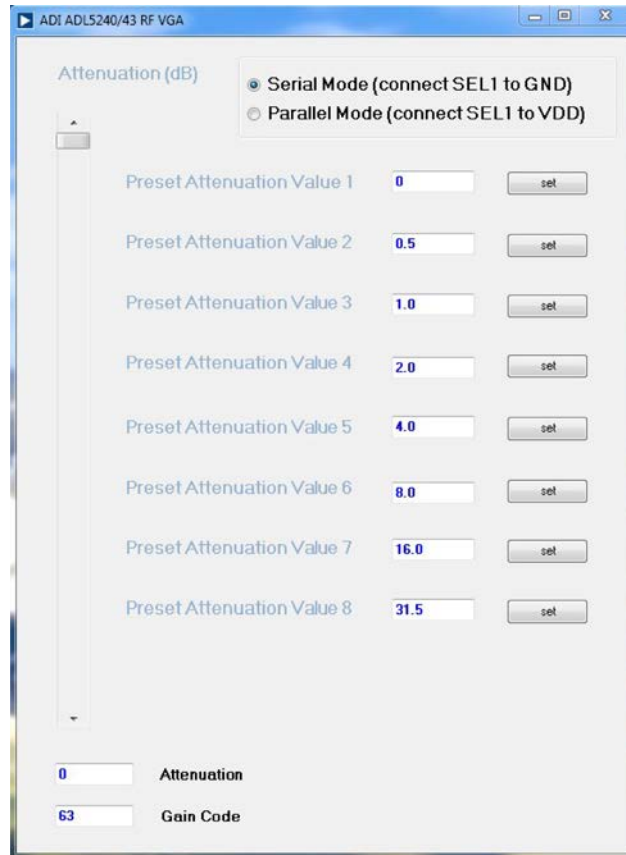 ADI ADL5240/43 RF VGA
Attenuation (dB)
Serial Mode (connect SEL1 to GND)
Parallel Mode (connect SEL1 to VDD)
Preset Attenuation Value 1 0 set
Preset Attenuation Value 2 0.5 set
Preset Attenuation Value 3 1.0 set
Preset Attenuation Value 4 2.0 set
Preset Attenuation Value 5 4.0 set
Preset Attenuation Value 6 8.0 set
Preset Attenuation Value 7 16.0 set
Preset Attenuation Value 8 31.5 set
0 Attenuation
63 Gain Code